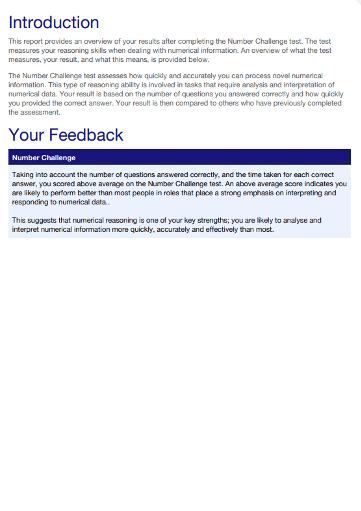 Introduction
This report provides an overview of your results after completing the Number Challenge test. The test
measures your reasoning skills when dealing with numerical information. An overview of what the test
measures, your result, and what this means, is provided below.
The Number Challenge test assesses how quickly and accurately you can process novel numerical
information. This type of reasoning ability is involved in tasks that require analysis and interpretation of
numerical data. Your result is based on the number of questions you answered correctly and how quickly
you provided the correct answer. Your result is then compared to others who have previously completed
the assessment.
Your Feedback
Number Challenge
Taking into account the number of questions answered correctly, and the time taken for each correct
answer, you scored above average on the Number Challenge test. An above average score indicates you
are likely to perform better than most people in roles that place a strong emphasis on interpreting and
responding to numerical data..
This suggests that numerical reasoning is one of your key strengths; you are likely to analyse and
interpret numerical information more quickly, accurately and effectively than most.